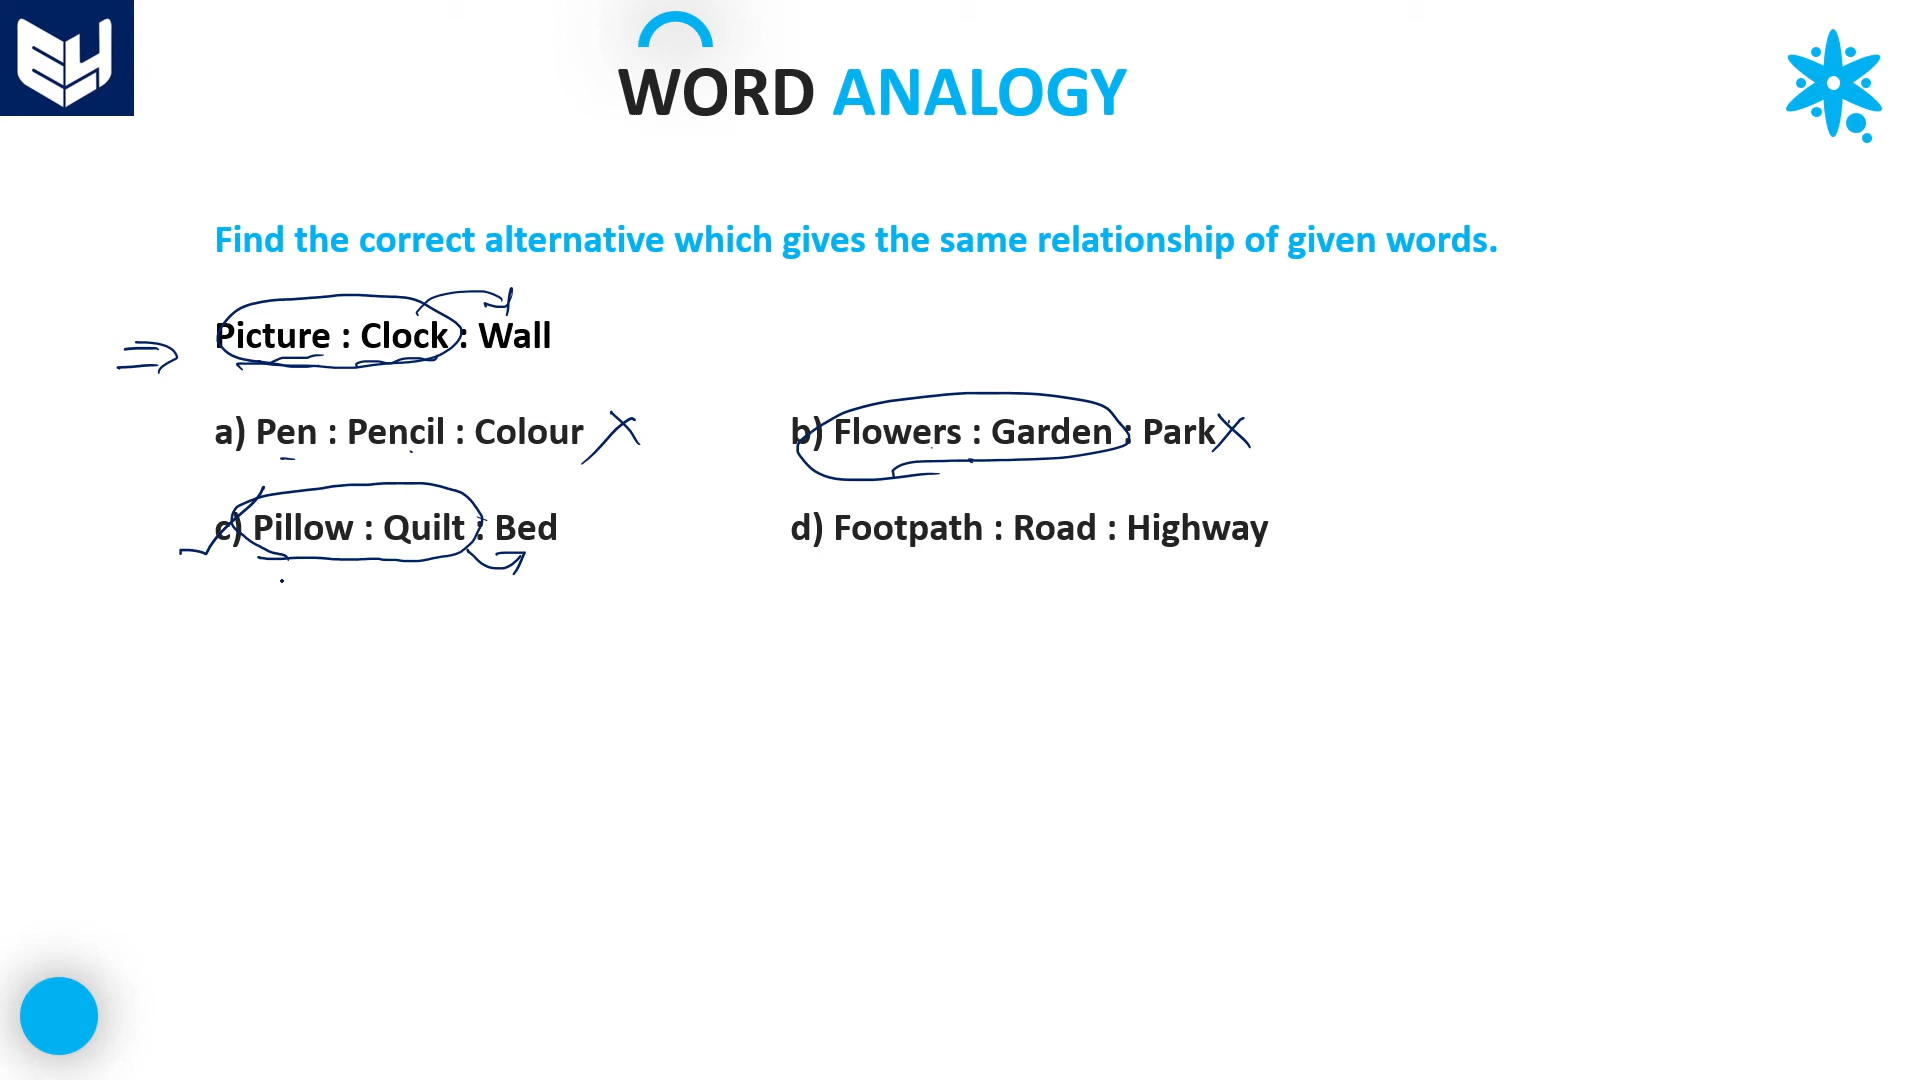 WORD ANALOGY
Find the correct alternative which gives the same relationship of given words.
Picture : Clock : Wall
a) Pen : Pencil : Colour
b) Flowers : Garden : Park
c) Pillow : Quilt : Bed
d) Footpath : Road : Highway